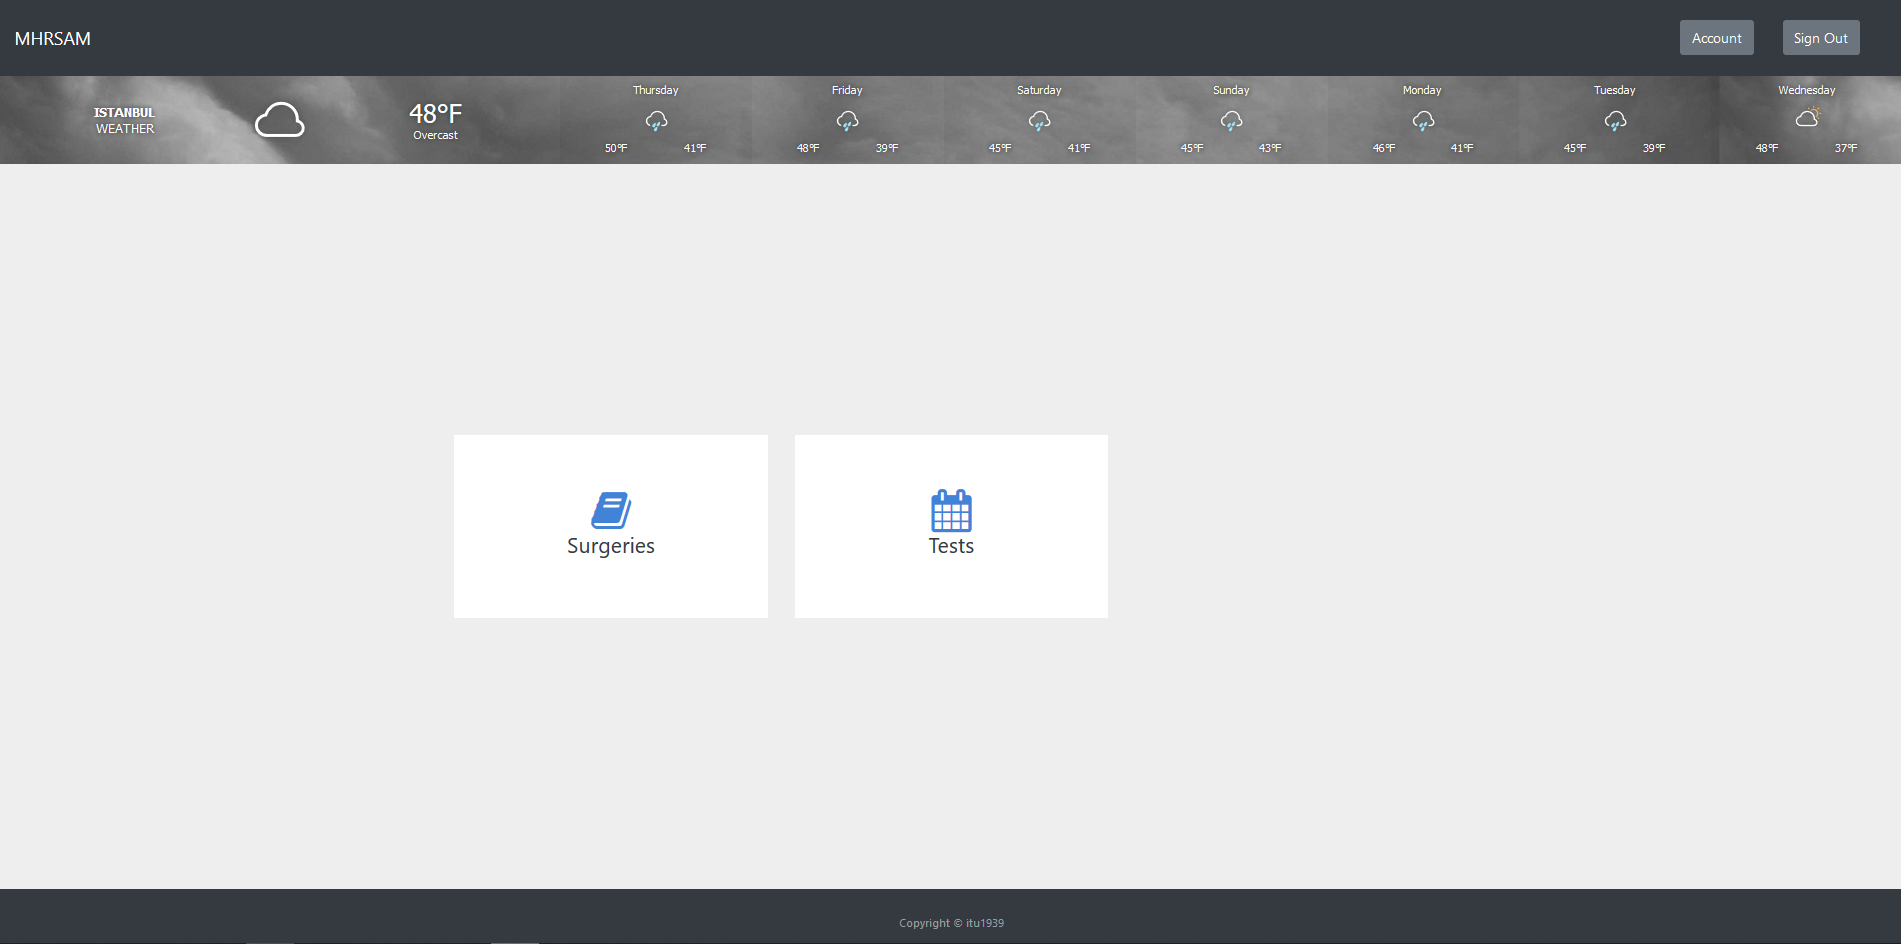 MHRSAM
Account
Sign Out
ISTANBUL
WEATHER
48°F
Overcast
Thursday
50°F 41°F
Friday
48°F 39°F
Saturday
45°F 41°F
Sunday
45°F 43°F
Monday
46°F 41°F
Tuesday
45°F 39°F
Wednesday
48°F 37°F
Surgeries
Tests
Copyright © itu1939